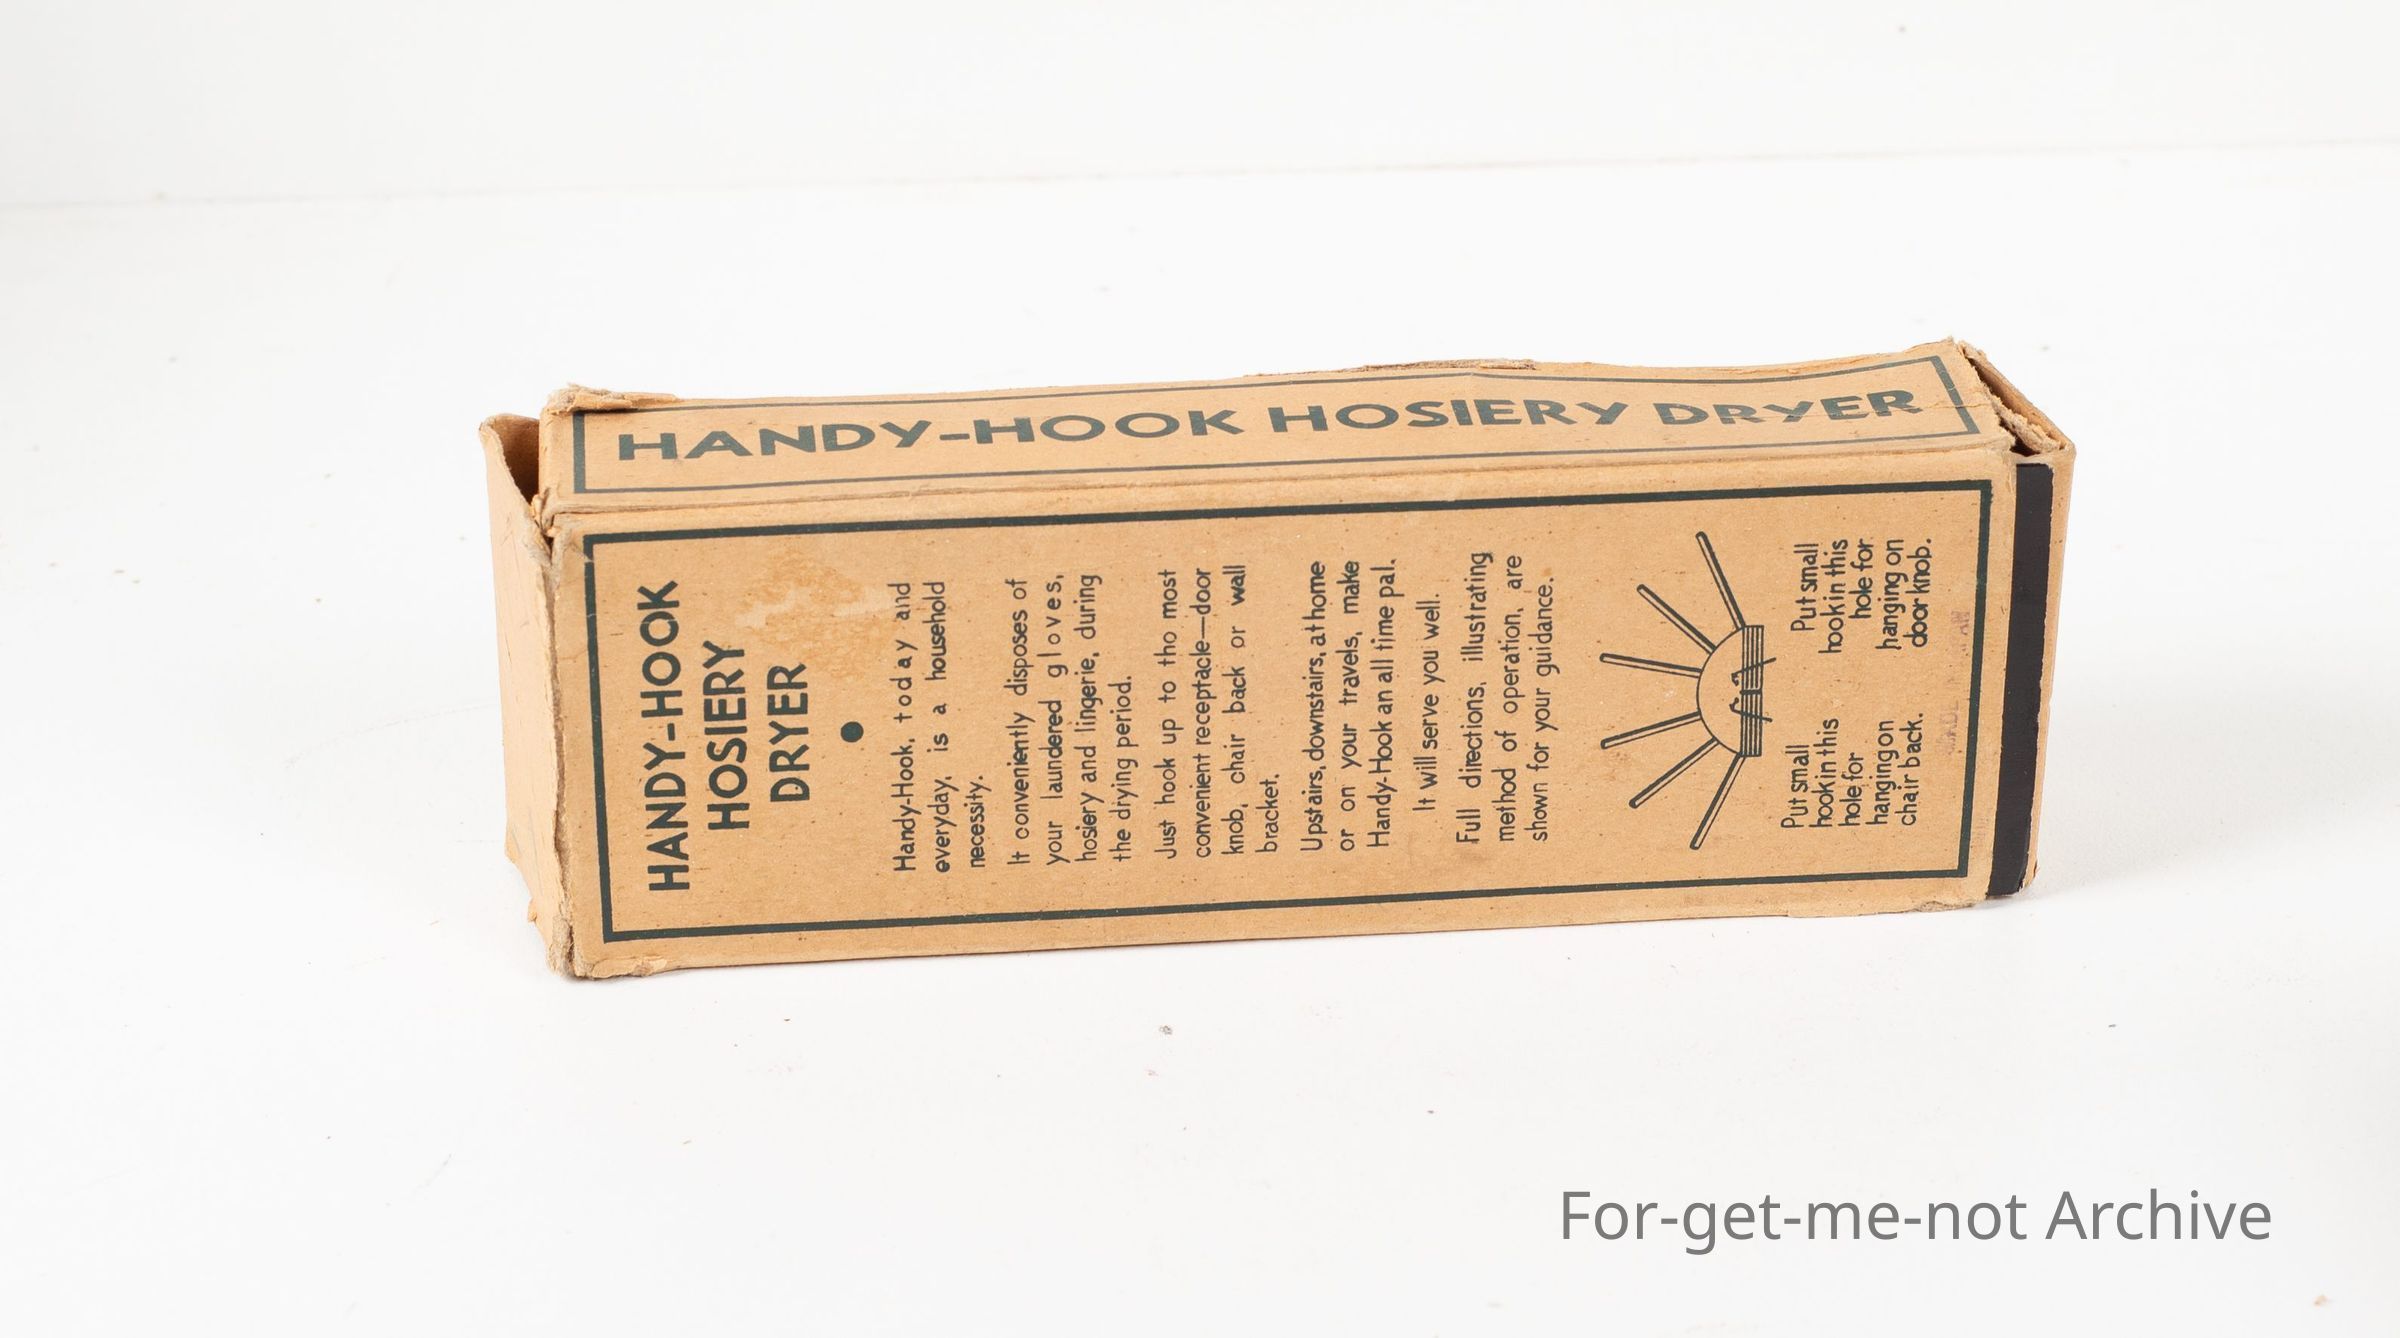 HANDY-HOOK HOSIERY DRYER
HANDY-HOOK
HOSIERY
DRYER
Handy-Hook, today and
everyday, is a household
necessity.
It conveniently disposes of
your laundered gloves,
hosiery and lingerie, during
the drying period.
Just hook up to tho most
convenient receptacle—door
knob, chair back or wall
bracket.
Upstairs, downstairs, at home
or on your travels, make
Handy-Hook an all time pal.
It will serve you well.
Full directions, illustrating
method of operation, are
shown for your guidance.
Put small
hook in this
hole for
hanging on
chair back.
Put small
hook in this
hole for
hanging on
door knob.
MADE
For-get-me-not Archive